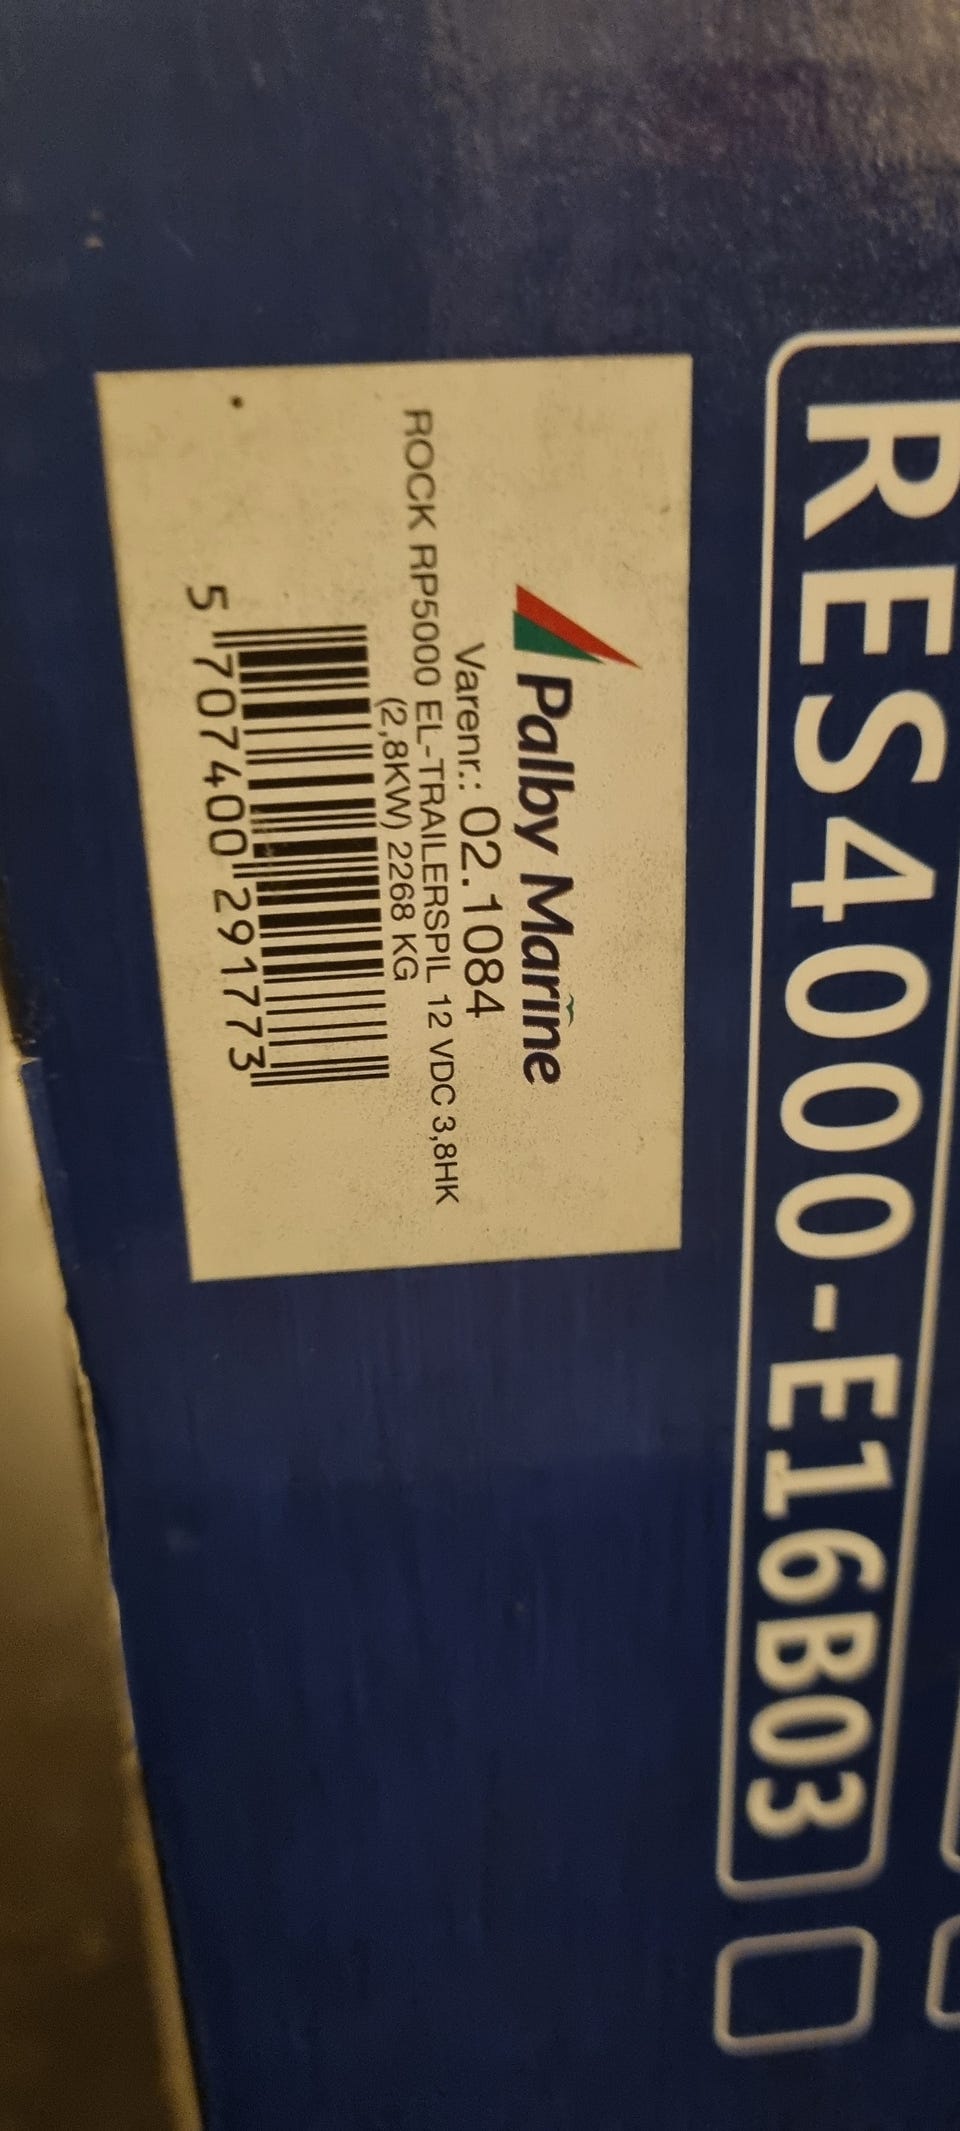 RES4000-E16B03
Palby Marine
Varenr.: 02.1084
ROCK RP5000 EL-TRAILERSPIL 12 VDC 3,8HK
(2,8KW) 2268 KG
5 707400 291773